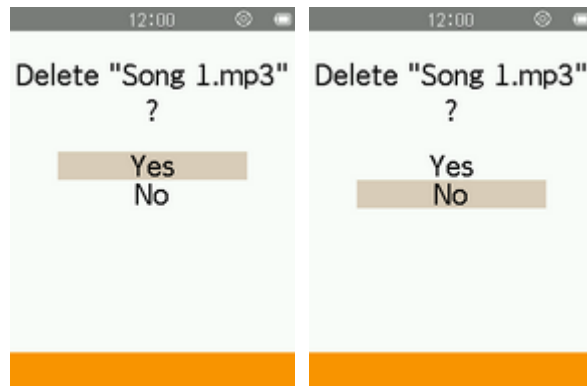 12:00
Delete "Song 1.mp3"
?
Yes
No
12:00
Delete "Song 1.mp3"
?
Yes
No